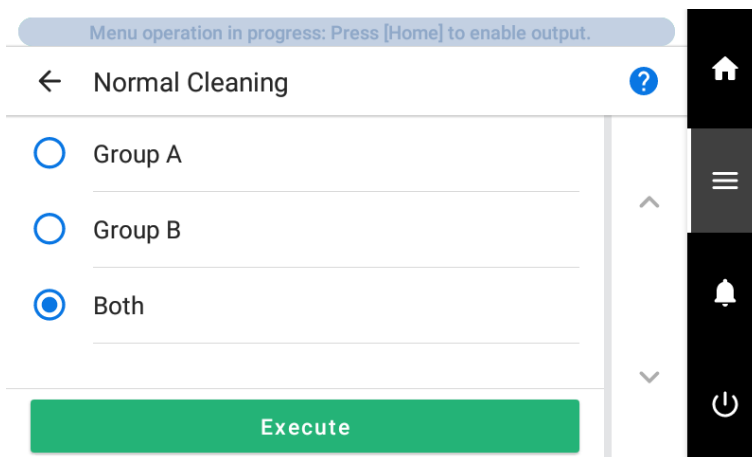 Menu operation in progress: Press [Home] to enable output.
Normal Cleaning
?
Group A
Group B
Both
Execute